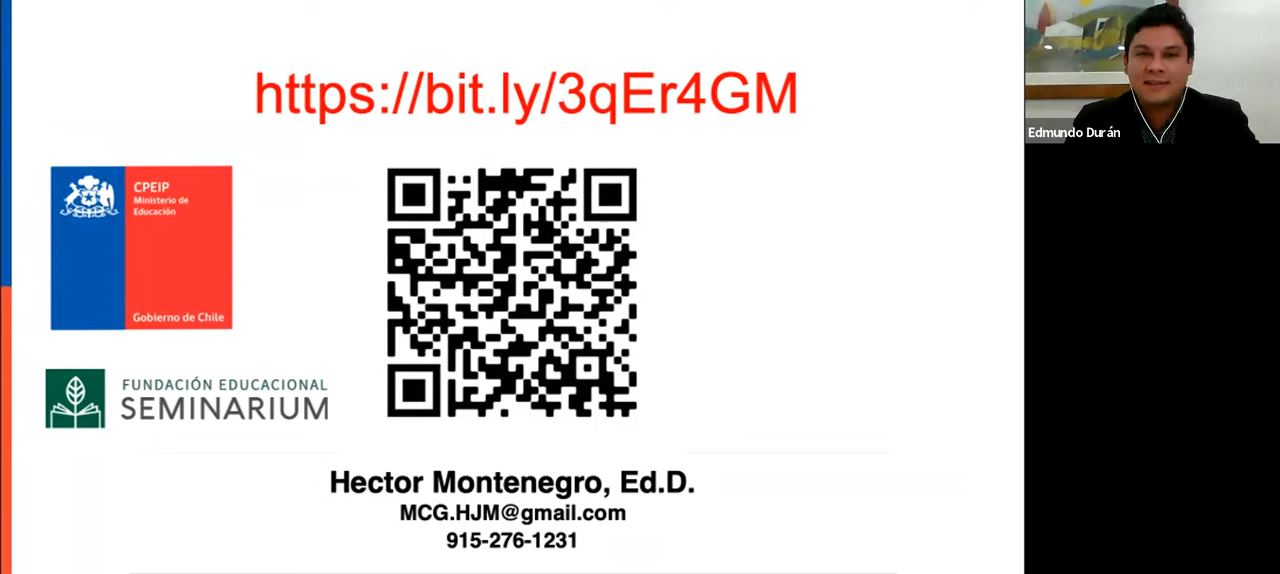 https://bit.ly/3qEr4GM
Edmundo Durán
CPEIP
Ministerio de
Educación
Gobierno de Chile
FUNDACIÓN EDUCACIONAL
SEMINARIUM
Hector Montenegro, Ed.D.
MCG.HJM@gmail.com
915-276-1231